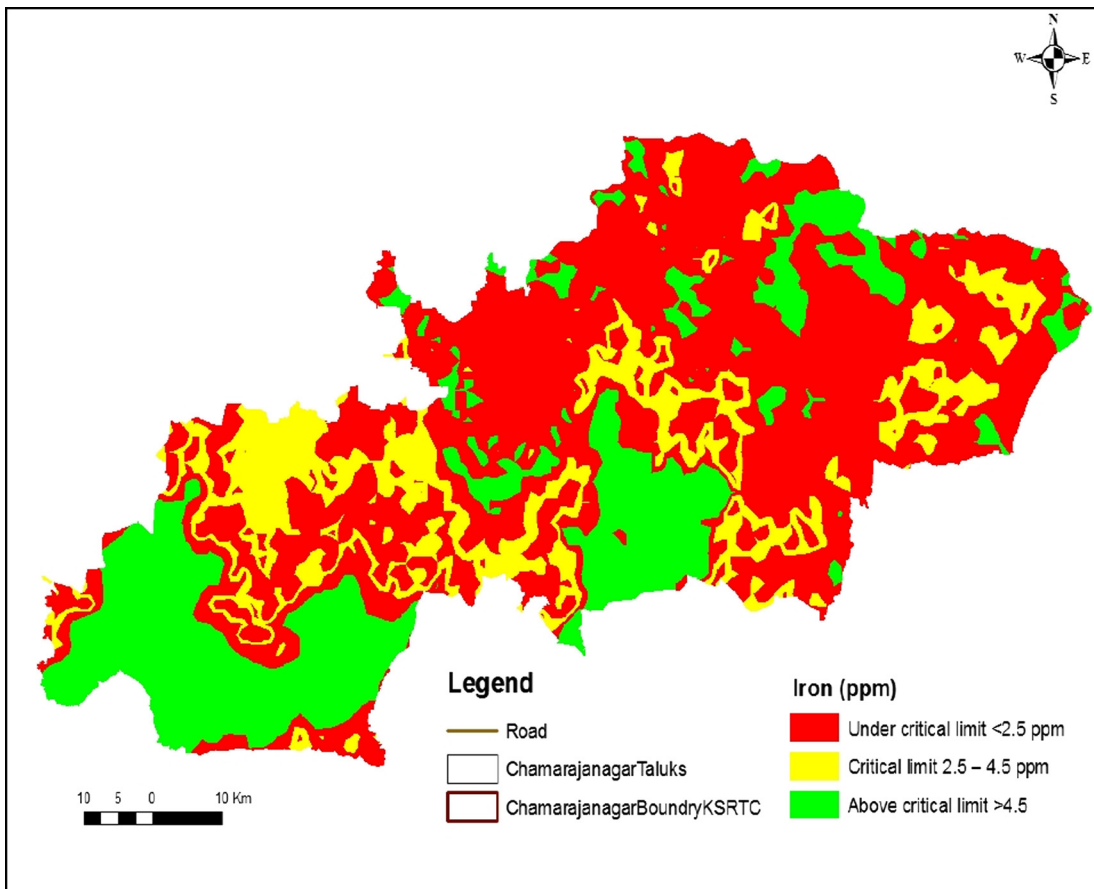 N
W E
S
Legend
Road
ChamarajanagarTaluks
ChamarajanagarBoundryKSRTC
Iron (ppm)
Under critical limit <2.5 ppm
Critical limit 2.5 – 4.5 ppm
Above critical limit >4.5
10 5 0 10 Km